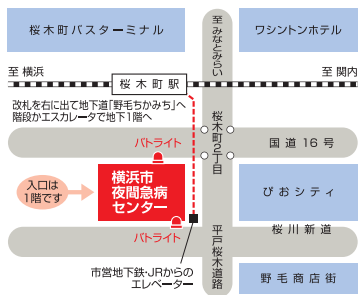 桜木町バスターミナル
至 みなとみらい
ワシントンホテル
至 横浜
桜木町駅
至 関内
改札を右に出て地下道「野毛ちかみち」へ
階段かエスカレータで地下1階へ
桜木町2丁目
パトライト
国道16号
入口は
1階です
横浜市
夜間急病
センター
ぴおシティ
パトライト
桜川新道
平戸桜木道路
市営地下鉄・JRからの
エレベーター
野毛商店街